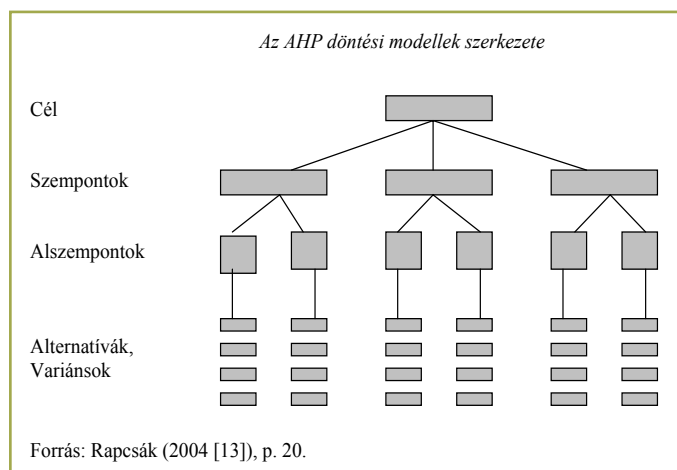 Az AHP döntési modellek szerkezete
Cél
Szempontok
Alszempontok
Alternatívák,
Variánsok
Forrás: Rapcsák (2004 [13]), p. 20.